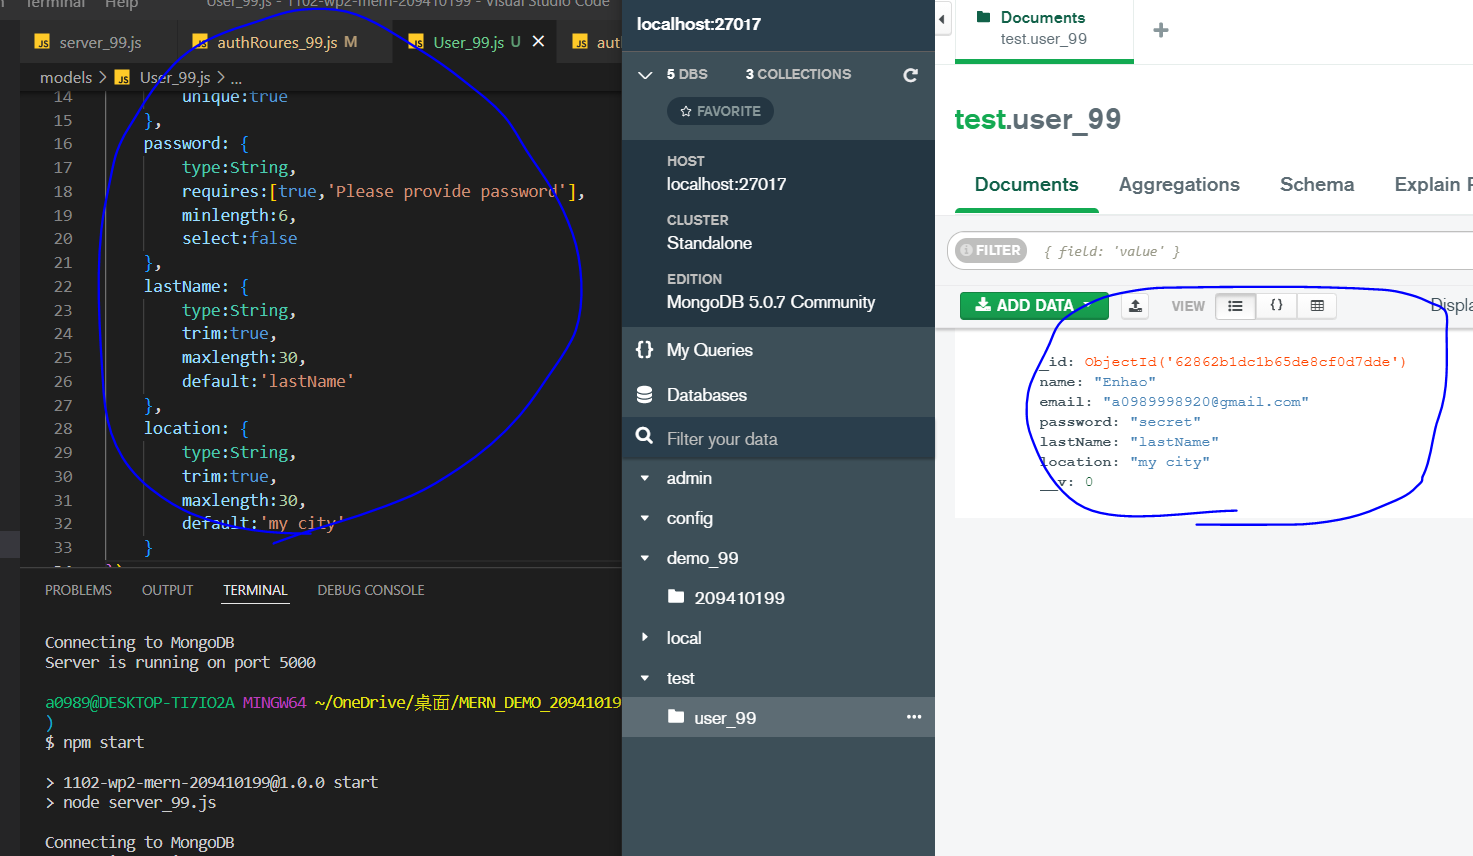 Terminal Help
User_99.js - 1102-wp2-mern-209410199 - Visual Studio Code
server_99.js
authRoures_99.js M
User_99.js U
models > User_99.js > ...
14 unique:true
15 },
16 password: {
17 type:String,
18 requires:[true,'Please provide password'],
19 minlength:6,
20 select:false
21 },
22 lastName: {
23 type:String,
24 trim:true,
25 maxlength:30,
26 default:'lastName'
27 },
28 location: {
29 type:String,
30 trim:true,
31 maxlength:30,
32 default:'my city'
33 }
PROBLEMS OUTPUT TERMINAL DEBUG CONSOLE
Connecting to MongoDB
Server is running on port 5000
a0989@DESKTOP-TI7IO2A MINGW64 ~/OneDrive/桌面/MERN_DEMO_20941019
)
$ npm start
> 1102-wp2-mern-209410199@1.0.0 start
> node server_99.js
Connecting to MongoDB
localhost:27017
5 DBS 3 COLLECTIONS
FAVORITE
HOST
localhost:27017
CLUSTER
Standalone
EDITION
MongoDB 5.0.7 Community
{} My Queries
Databases
Filter your data
admin
config
demo_99
209410199
local
test
user_99
Documents
test.user_99
test.user_99
Documents Aggregations Schema Explain P
FILTER { field: 'value' }
ADD DATA VIEW {} Displa
_id: ObjectId('62862b1dc1b65de8cf0d7dde')
name: "Enhao"
email: "a0989998920@gmail.com"
password: "secret"
lastName: "lastName"
location: "my city"
__v: 0